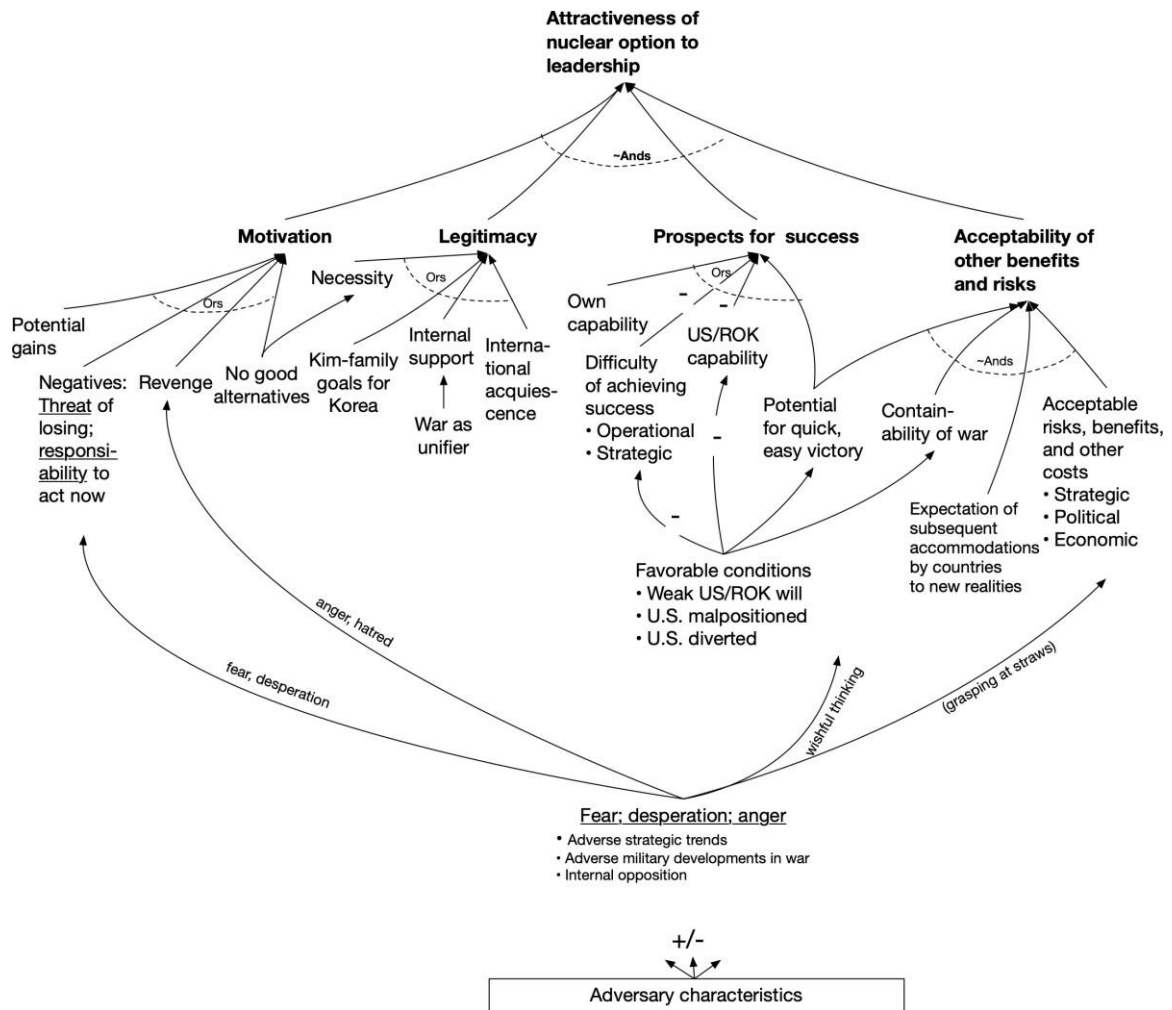 Attractiveness of
nuclear option to
leadership
~Ands
Motivation
Legitimacy
Prospects for success
Acceptability of
other benefits
and risks
Ors
Ors
Ors
~Ands
Potential
gains
Negatives:
Threat of
losing;
responsi-
ability to
act now
Revenge
No good
alternatives
Necessity
Kim-family
goals for
Korea
Internal
support
War as
unifier
Interna-
tional
acquies-
cence
Own
capability
-
-
Difficulty
of achieving
success
• Operational
• Strategic
US/ROK
capability
-
-
Potential
for quick,
easy victory
Contain-
ability of war
Expectation of
subsequent
accommodations
by countries
to new realities
Acceptable
risks, benefits,
and other
costs
• Strategic
• Political
• Economic
Favorable conditions
• Weak US/ROK will
• U.S. malpositioned
• U.S. diverted
fear, desperation
anger, hatred
wishful thinking
(grasping at straws)
Fear; desperation; anger
• Adverse strategic trends
• Adverse military developments in war
• Internal opposition
+/-
Adversary characteristics